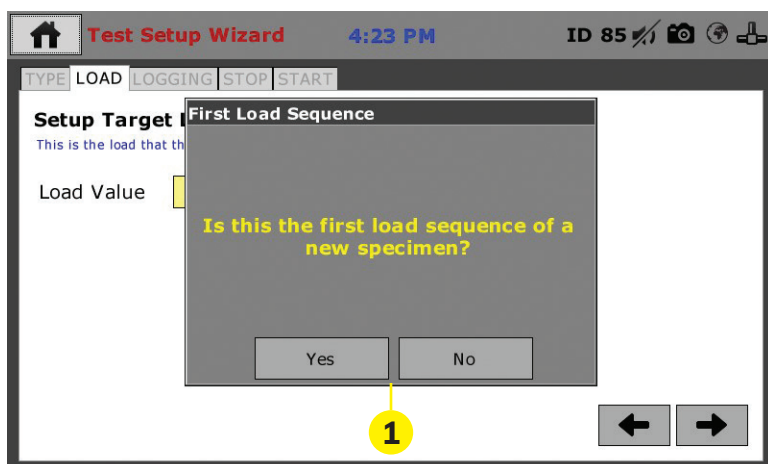 Test Setup Wizard 4:23 PM ID 85
TYPE LOAD LOGGING STOP START
Setup Target
This is the load that th
Load Value
First Load Sequence
Is this the first load sequence of a
new specimen?
Yes No
1